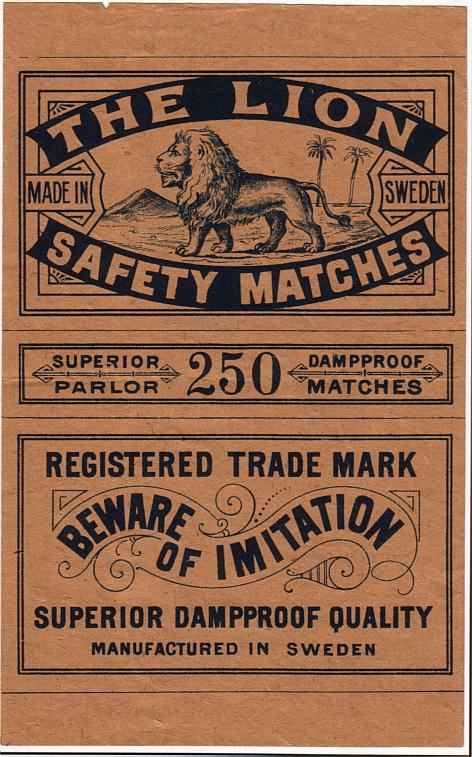 THE LION
MADE IN SWEDEN
SAFETY MATCHES
SUPERIOR PARLOR 250 DAMPPROOF MATCHES
REGISTERED TRADE MARK
BEWARE OF IMITATION
SUPERIOR DAMPPROOF QUALITY
MANUFACTURED IN SWEDEN